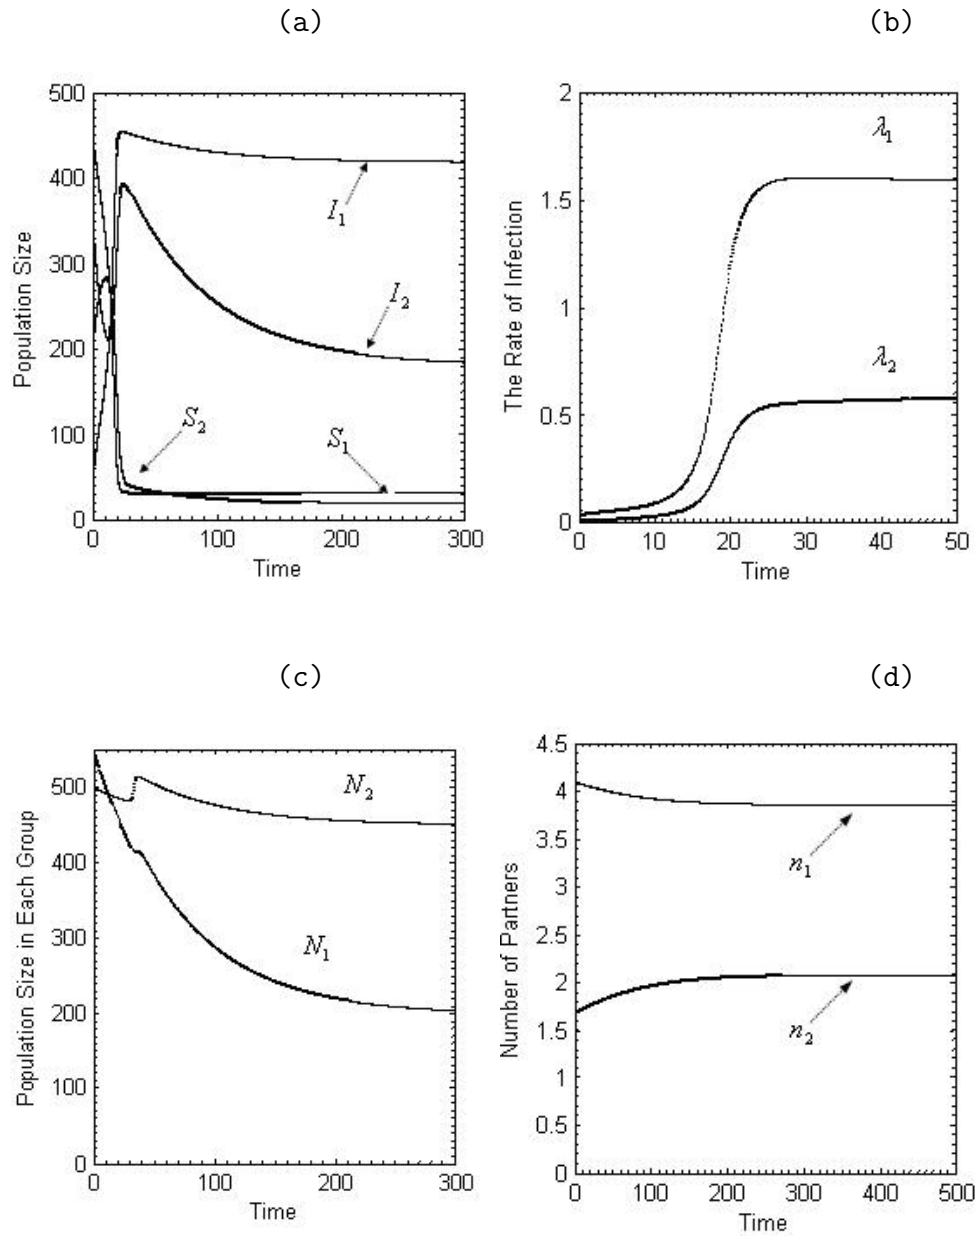 (a)
500
400
300
200
100
0
Population Size
I₁
I₂
S₂
S₁
0 100 200 300
Time
(b)
2
1.5
1
0.5
0
The Rate of Infection
λ₁
λ₂
0 10 20 30 40 50
Time
(c)
500
400
300
200
100
0
Population Size in Each Group
N₂
N₁
0 100 200 300
Time
(d)
4.5
4
3.5
3
2.5
2
1.5
1
0.5
0
Number of Partners
n₁
n₂
0 100 200 300 400 500
Time